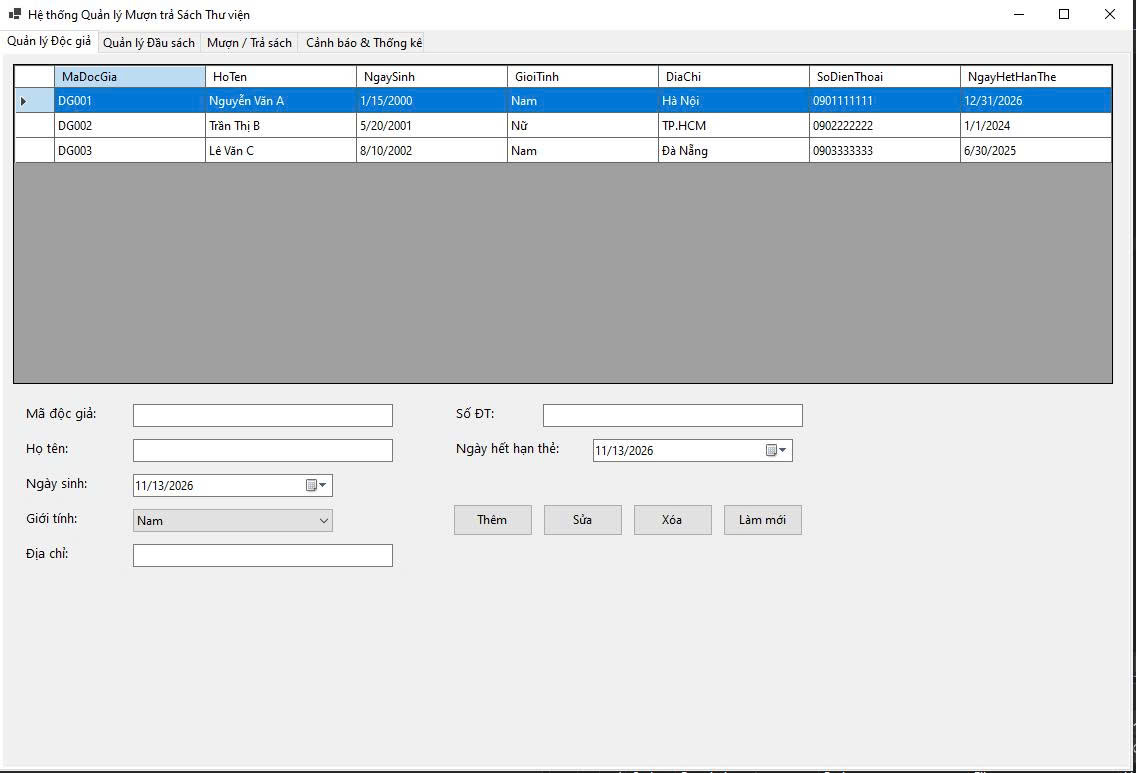 Hệ thống Quản lý Mượn trả Sách Thư viện
Quản lý Độc giả Quản lý Đầu sách Mượn / Trả sách Cảnh báo & Thống kê
MaDocGia HoTen NgaySinh GioiTinh DiaChi SoDienThoai NgayHetHanThe
DG001 Nguyễn Văn A 1/15/2000 Nam Hà Nội 0901111111 12/31/2026
DG002 Trần Thị B 5/20/2001 Nữ TP.HCM 0902222222 1/1/2024
DG003 Lê Văn C 8/10/2002 Nam Đà Nẵng 0903333333 6/30/2025
Mã độc giả: Số ĐT:
Họ tên: Ngày hết hạn thẻ: 11/13/2026
Ngày sinh: 11/13/2026
Giới tính: Nam Thêm Sửa Xóa Làm mới
Địa chỉ: